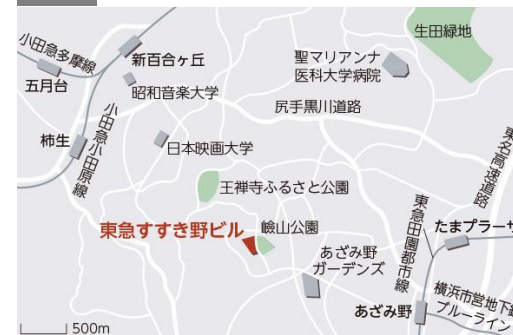 生田緑地
小田急多摩線
新百合ヶ丘
聖マリアンナ
医科大学病院
五月台
昭和音楽大学
尻手黒川道路
東名高速道路
柿生
小田急小田原線
日本映画大学
王禅寺ふるさと公園
東急すすき野ビル
嶮山公園
東急田園都市線
たまプラーザ
あざみ野
ガーデンズ
あざみ野
横浜市営地下鉄
ブルーライン
500m